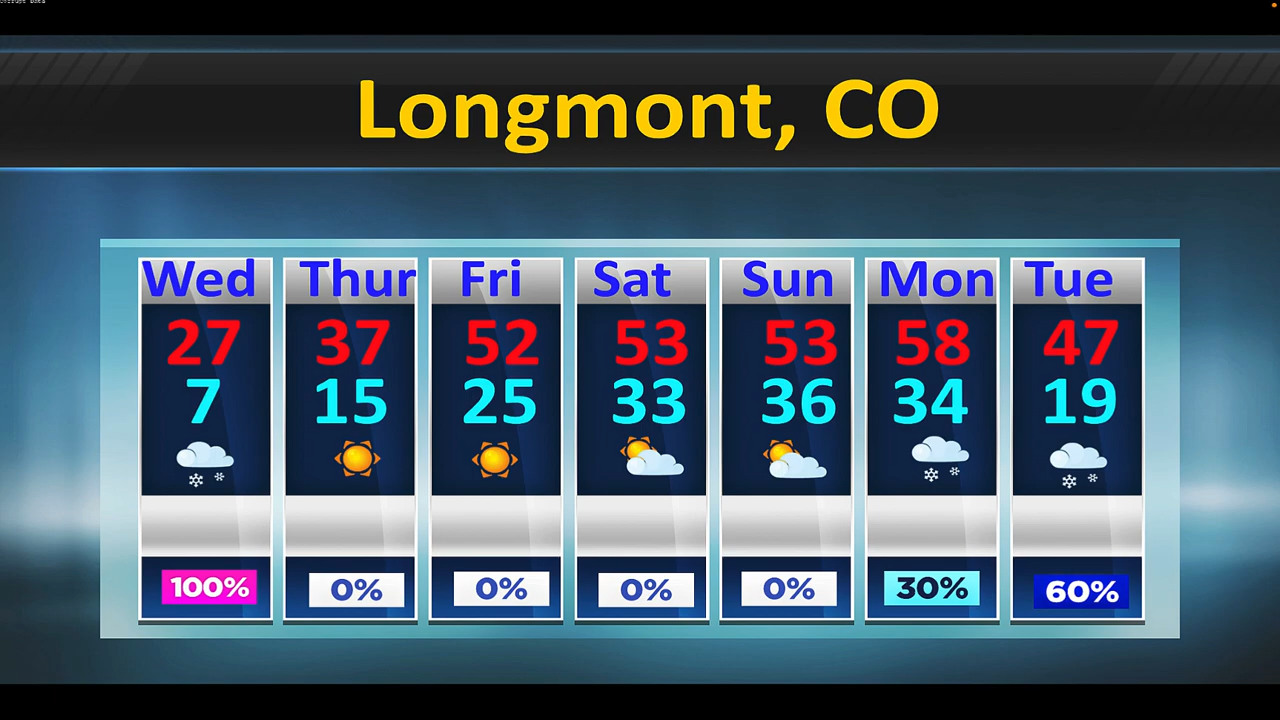 Longmont, CO
Wed Thur Fri Sat Sun Mon Tue
27 37 52 53 53 58 47
7 15 25 33 36 34 19
100% 0% 0% 0% 0% 30% 60%